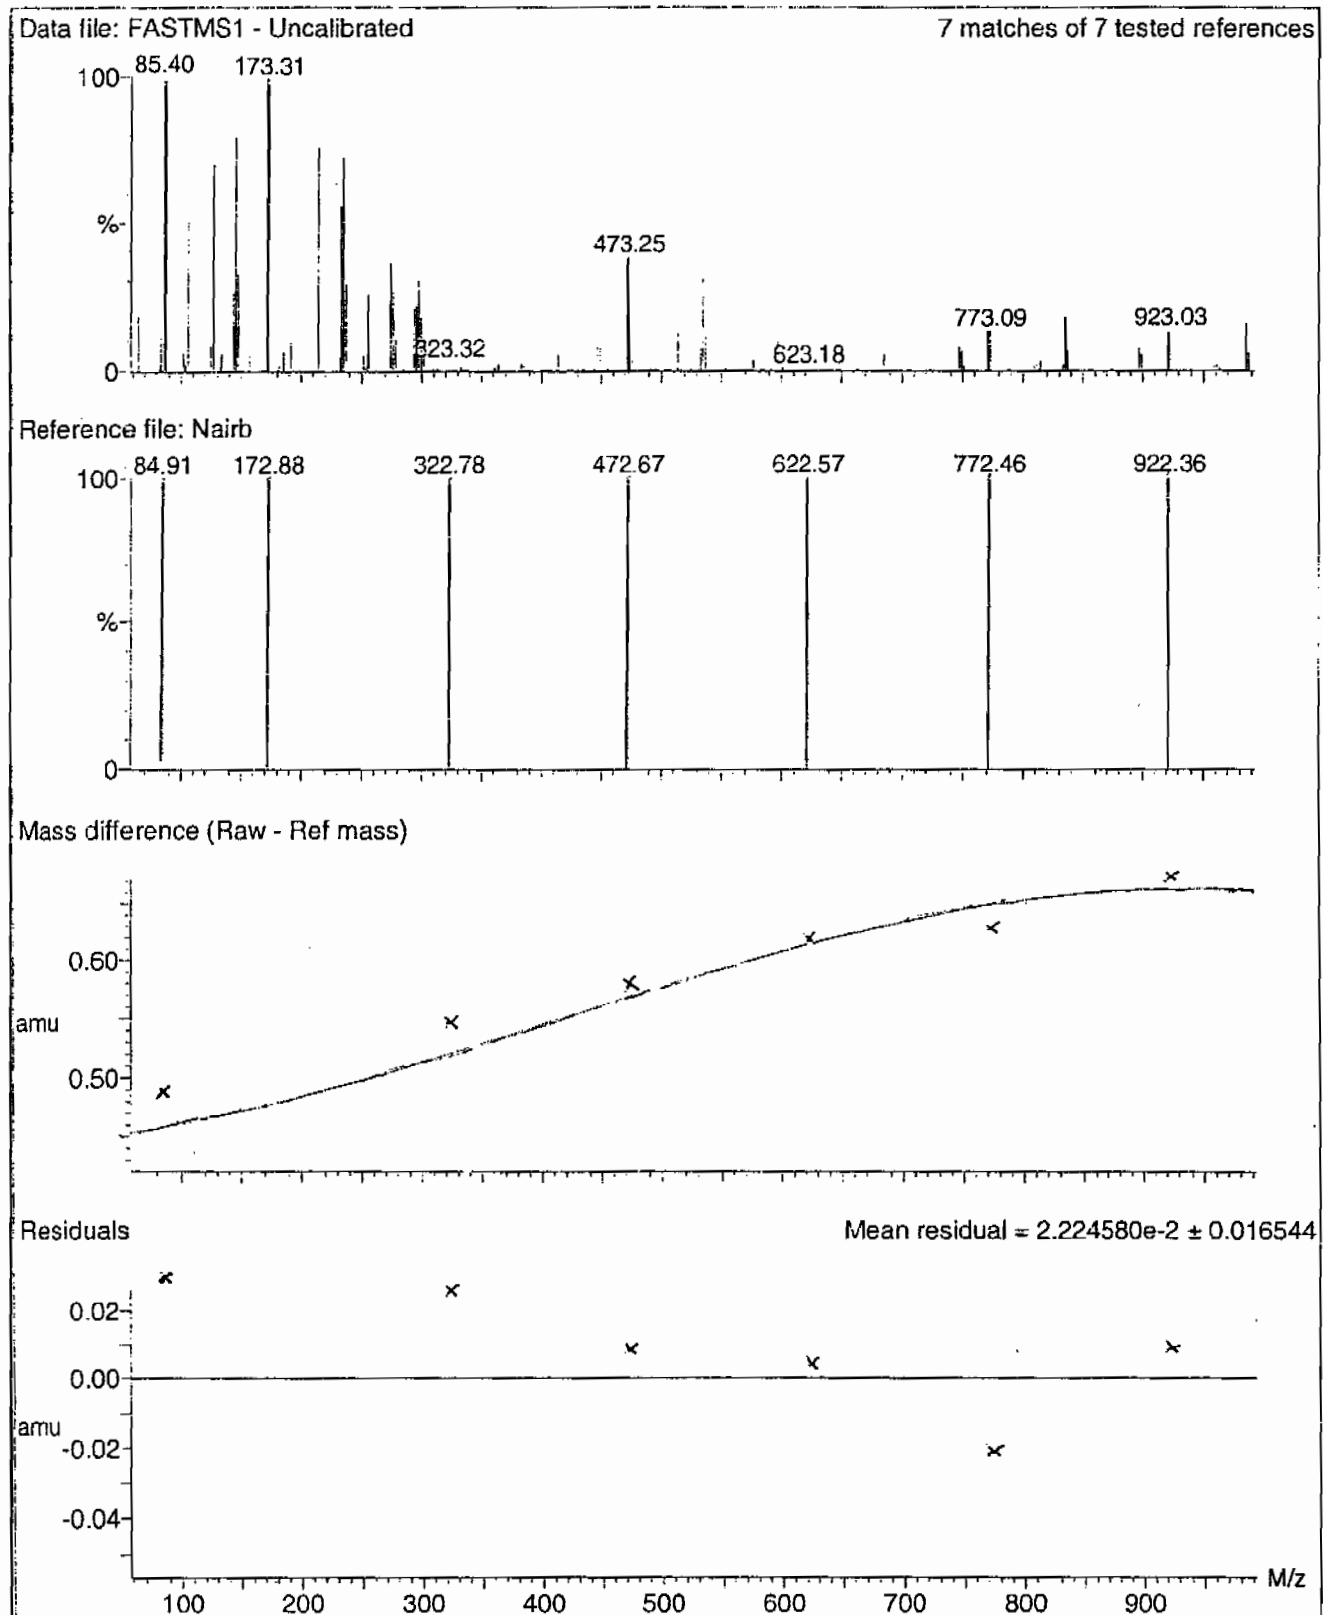 Data file: FASTMS1 - Uncalibrated 7 matches of 7 tested references
85.40 173.31
100
%
473.25
773.09 923.03
323.32 623.18
0
Reference file: Nairb
84.91 172.88 322.78 472.67 622.57 772.46 922.36
100
%
0
Mass difference (Raw - Ref mass)
0.60
amu
0.50
Residuals Mean residual = 2.224580e-2 ± 0.016544
0.02
0.00
amu
-0.02
-0.04
M/z
100 200 300 400 500 600 700 800 900